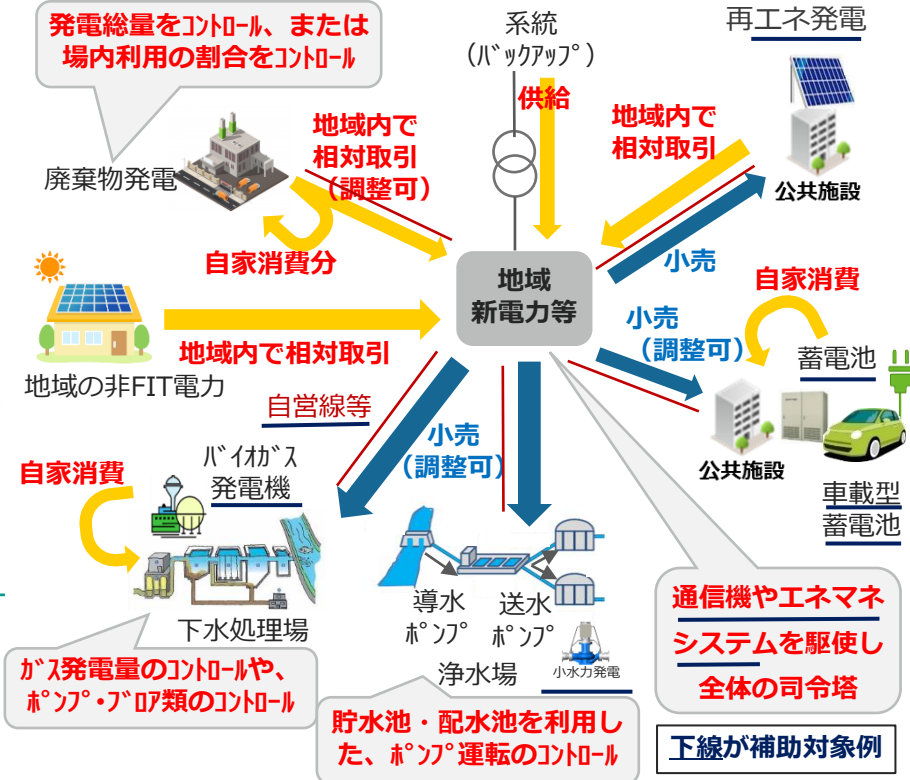 発電総量をｺﾝﾄﾛｰﾙ、または
場内利用の割合をｺﾝﾄﾛｰﾙ
系統
(ﾊﾞｯｸｱｯﾌﾟ)
再エネ発電
供給
地域内で
相対取引
(調整可)
地域内で
相対取引
廃棄物発電
公共施設
自家消費分
小売
地域
新電力等
自家消費
小売
(調整可)
地域内で相対取引
蓄電池
地域の非FIT電力
自営線等
小売
(調整可)
ﾊﾞｲｵｶﾞｽ
発電機
自家消費
公共施設
車載型
蓄電池
導水
ﾎﾟﾝﾌﾟ
送水
ﾎﾟﾝﾌﾟ
下水処理場
浄水場
小水力発電
通信機やエネマネ
システムを駆使し
全体の司令塔
ｶﾞｽ発電量のｺﾝﾄﾛｰﾙや、
ﾎﾟﾝﾌﾟ･ﾌﾞﾛｱ類のｺﾝﾄﾛｰﾙ
貯水池・配水池を利用し
た、ﾎﾟﾝﾌﾟ運転のｺﾝﾄﾛｰﾙ
下線が補助対象例